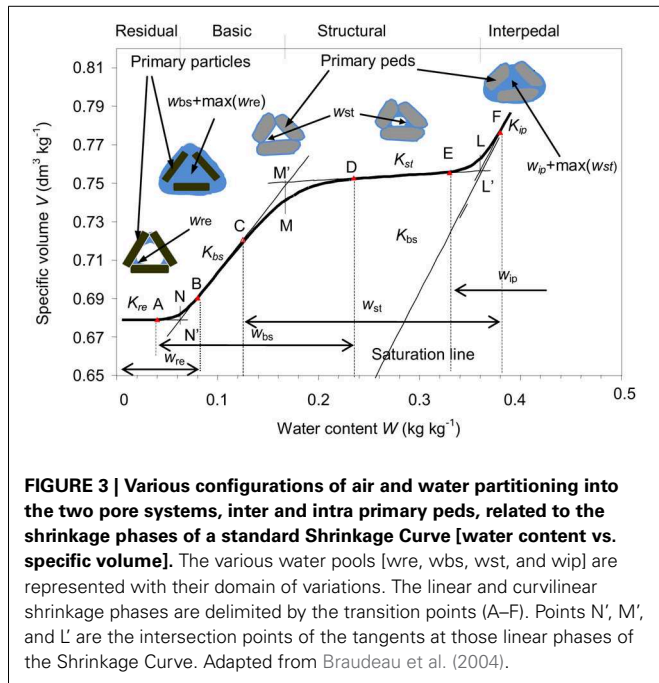 Residual Basic Structural Interpedal
0.81
0.79
0.77
0.75
0.73
0.71
0.69
0.67
0.65
Specific volume V (dm³ kg⁻¹)
Primary particles
Primary peds
wbs+max(wre)
wst
F
Kip
L
wip+max(wst)
M'
D
Kst
E
L'
wre
C
M
Kbs
Kbs
Kre
A
N
B
wip
N'
wst
wbs
Saturation line
wre
0 0.1 0.2 0.3 0.4 0.5
Water content W (kg kg⁻¹)
FIGURE 3 | Various configurations of air and water partitioning into
the two pore systems, inter and intra primary peds, related to the
shrinkage phases of a standard Shrinkage Curve [water content vs.
specific volume]. The various water pools [wre, wbs, wst, and wip] are
represented with their domain of variations. The linear and curvilinear
shrinkage phases are delimited by the transition points (A–F). Points N′, M′,
and L′ are the intersection points of the tangents at those linear phases of
the Shrinkage Curve. Adapted from Braudeau et al. (2004).